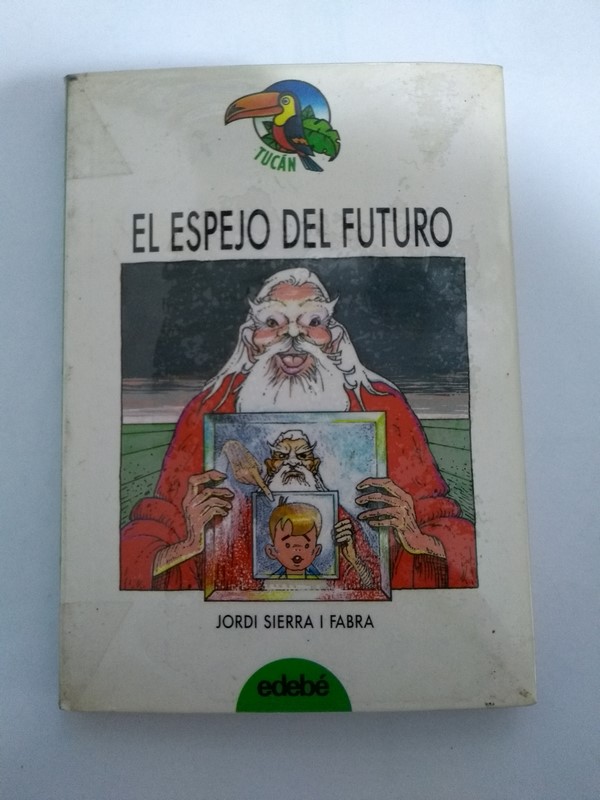 TUCÁN
EL ESPEJO DEL FUTURO
JORDI SIERRA I FABRA
edebé